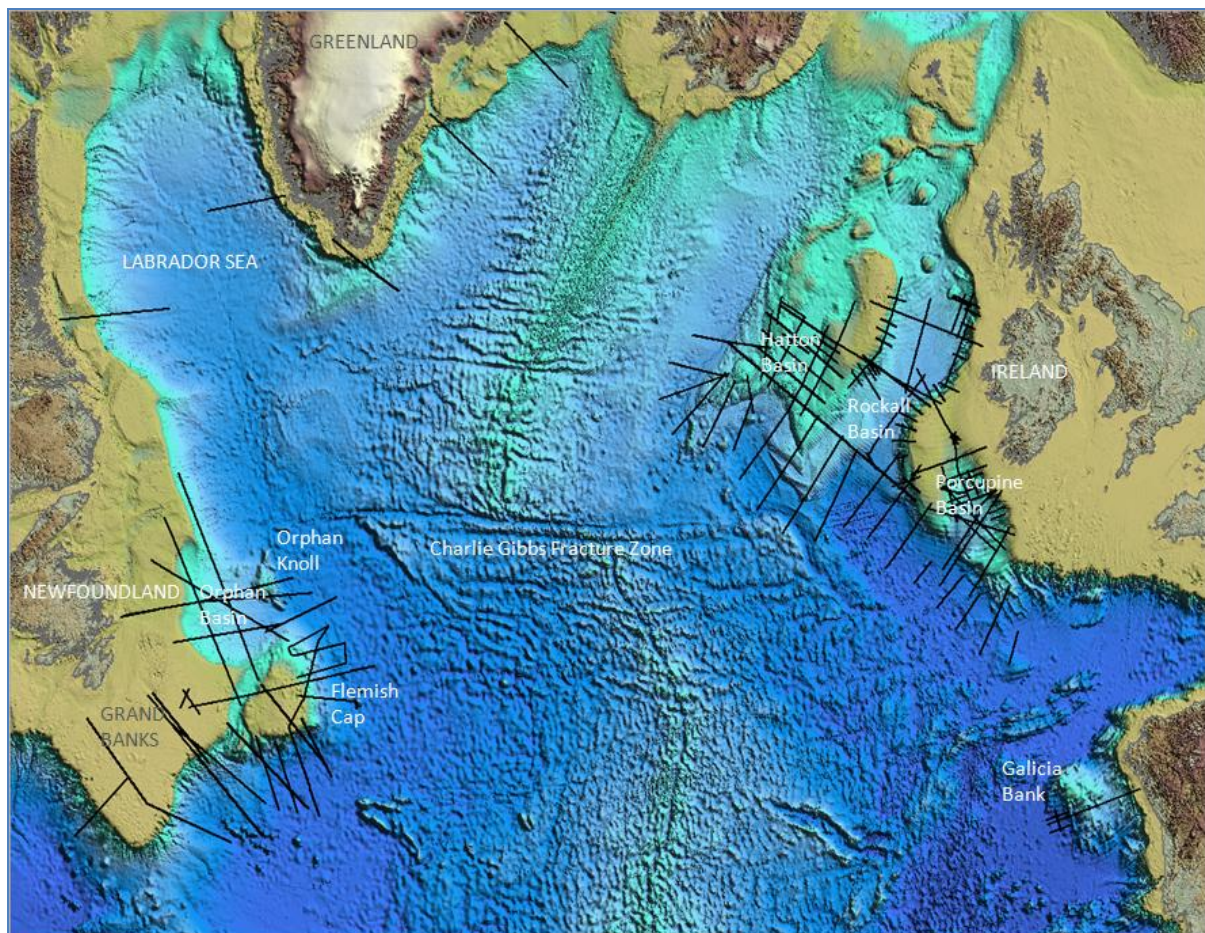 GREENLAND
LABRADOR SEA
Hatton
Basin
IRELAND
Rockall
Basin
Porcupine
Basin
Orphan
Knoll
Charlie Gibbs Fracture Zone
NEWFOUNDLAND
Orphan
Basin
Flemish
Cap
GRAND
BANKS
Galicia
Bank